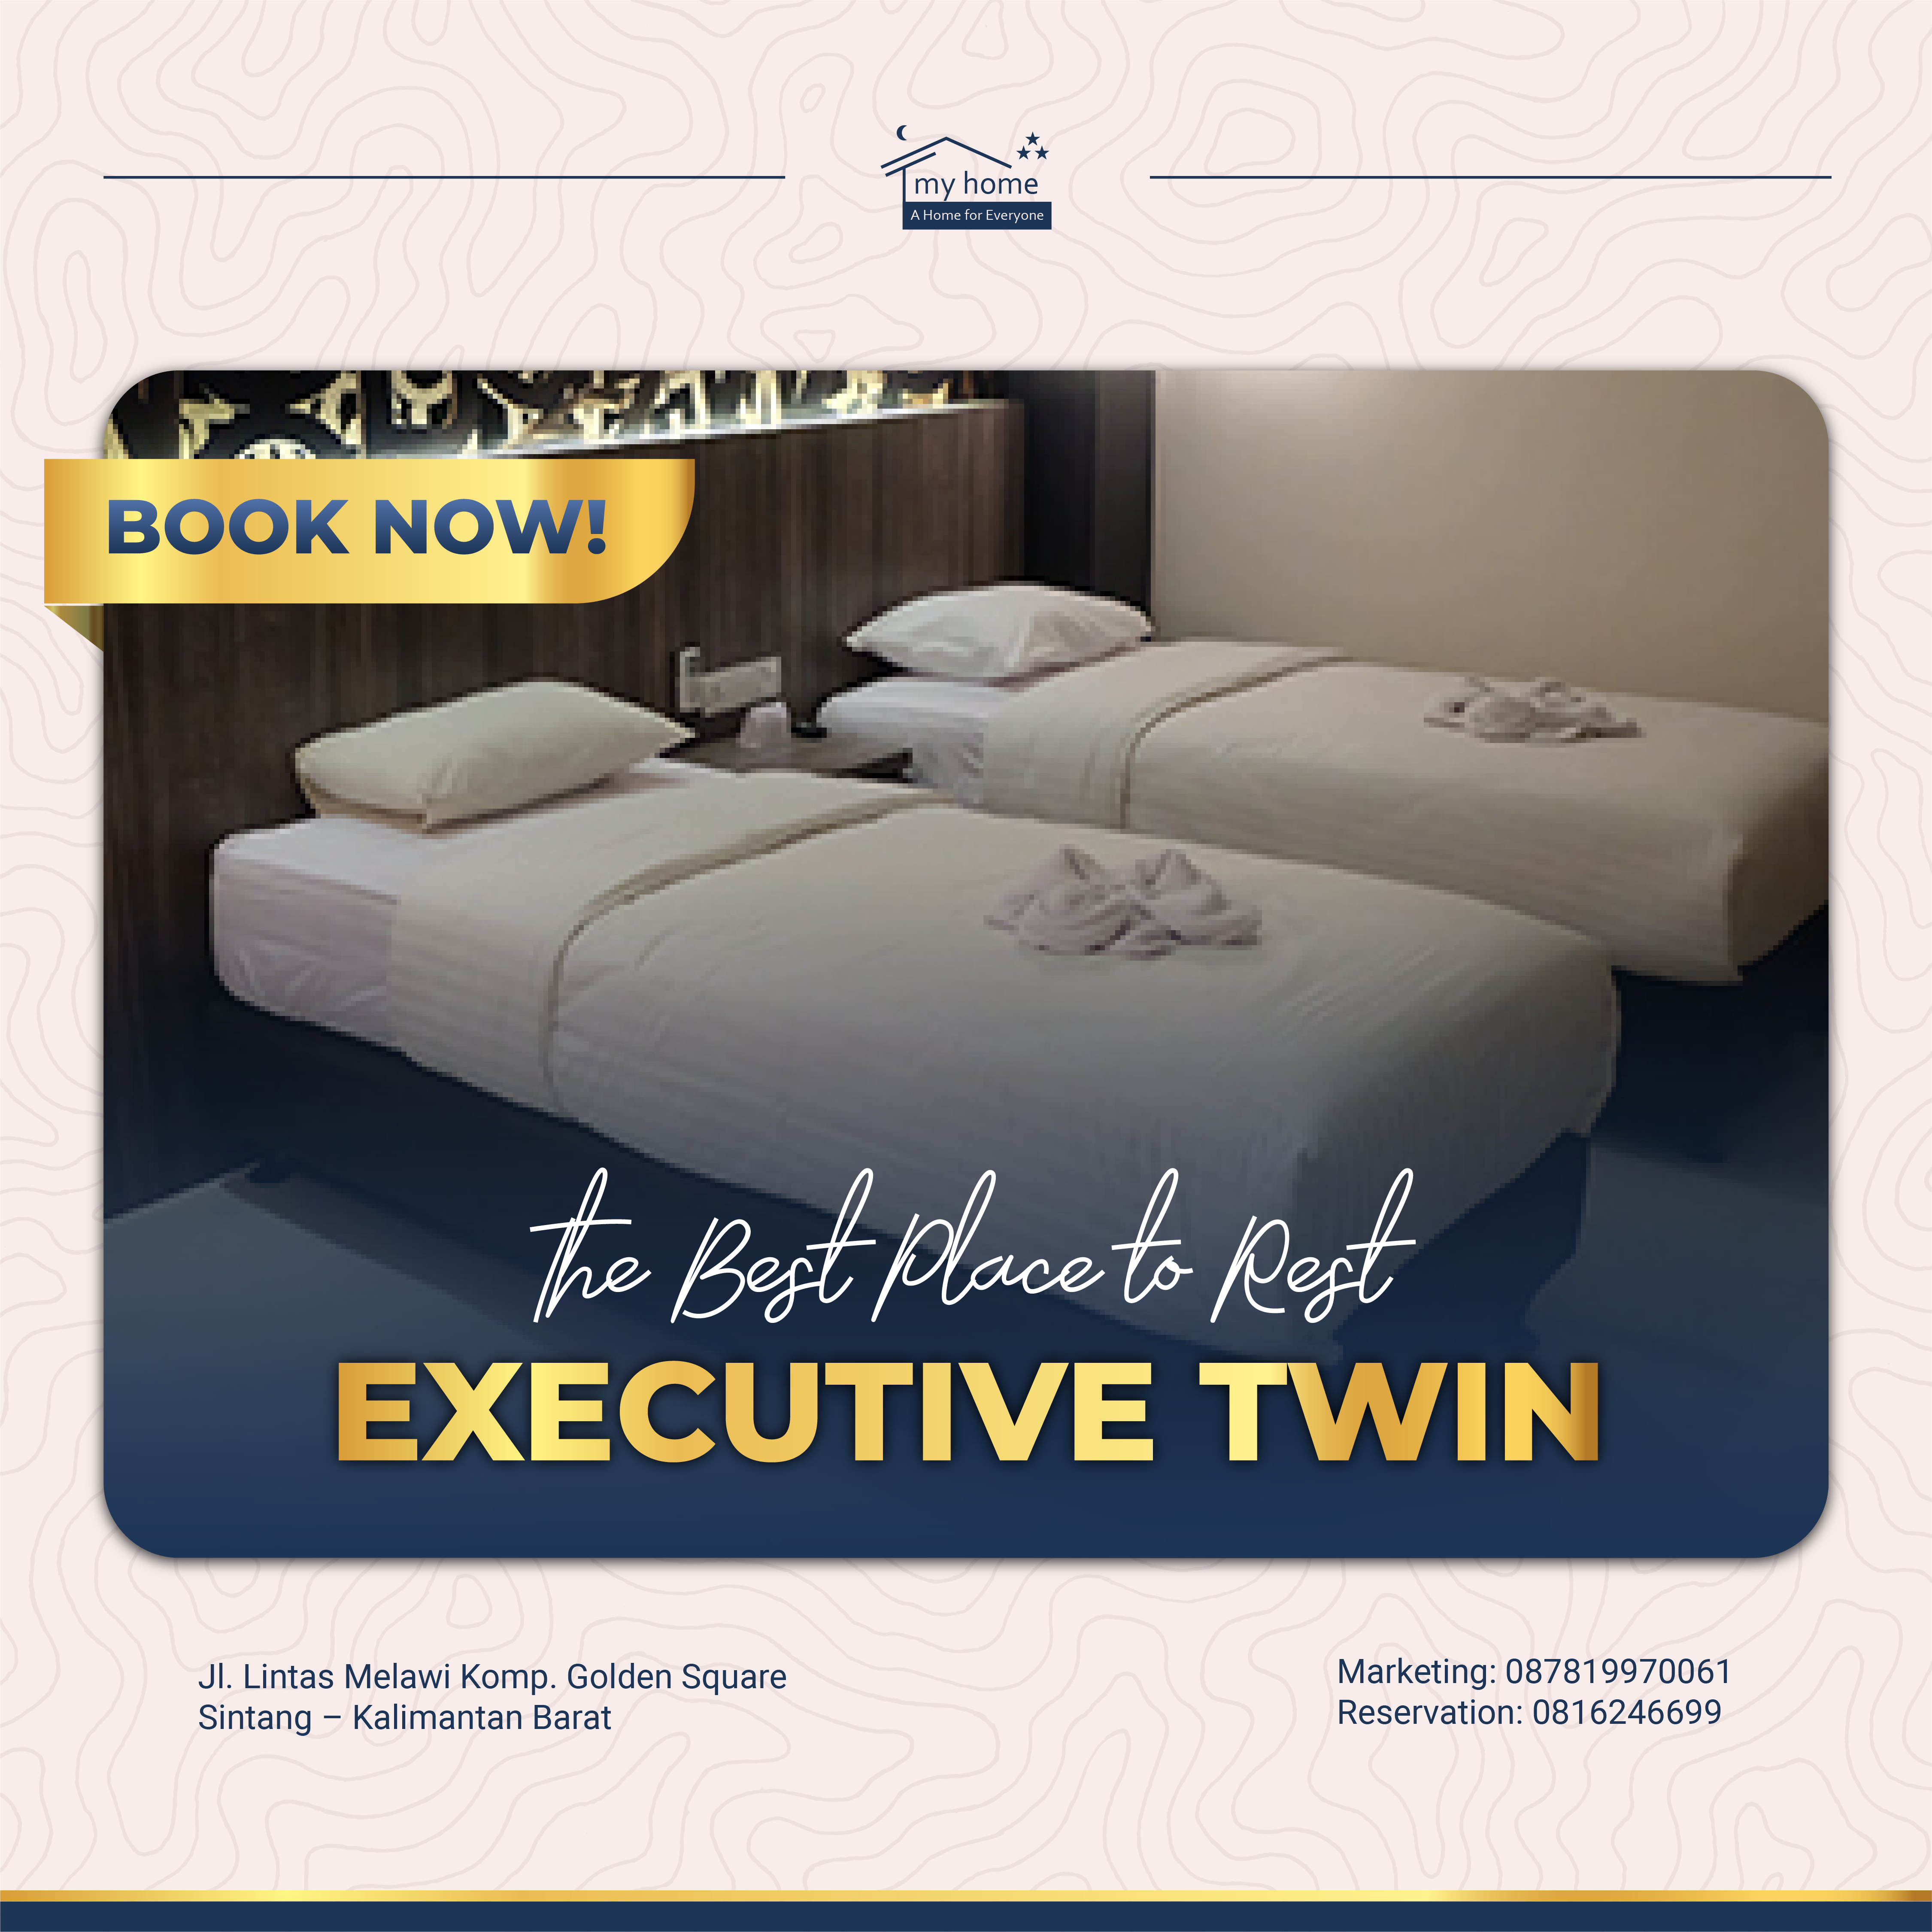 my home
A Home for Everyone
BOOK NOW!
The Best Place to Rest
EXECUTIVE TWIN
Jl. Lintas Melawi Komp. Golden Square
Sintang – Kalimantan Barat
Marketing: 087819970061
Reservation: 0816246699